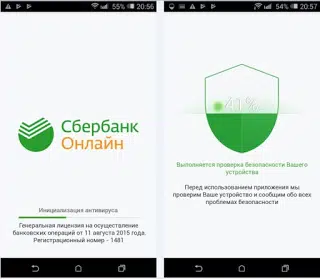 55% 20:56
Сбербанк
Онлайн
Инициализация антивируса
Генеральная лицензия на осуществление
банковских операций от 11 августа 2015 года.
Регистрационный номер - 1481
54% 20:57
41%
Выполняется проверка безопасности Вашего
устройства
Перед использованием приложения мы
проверим Ваше устройство и сообщим обо всех
проблемах безопасности